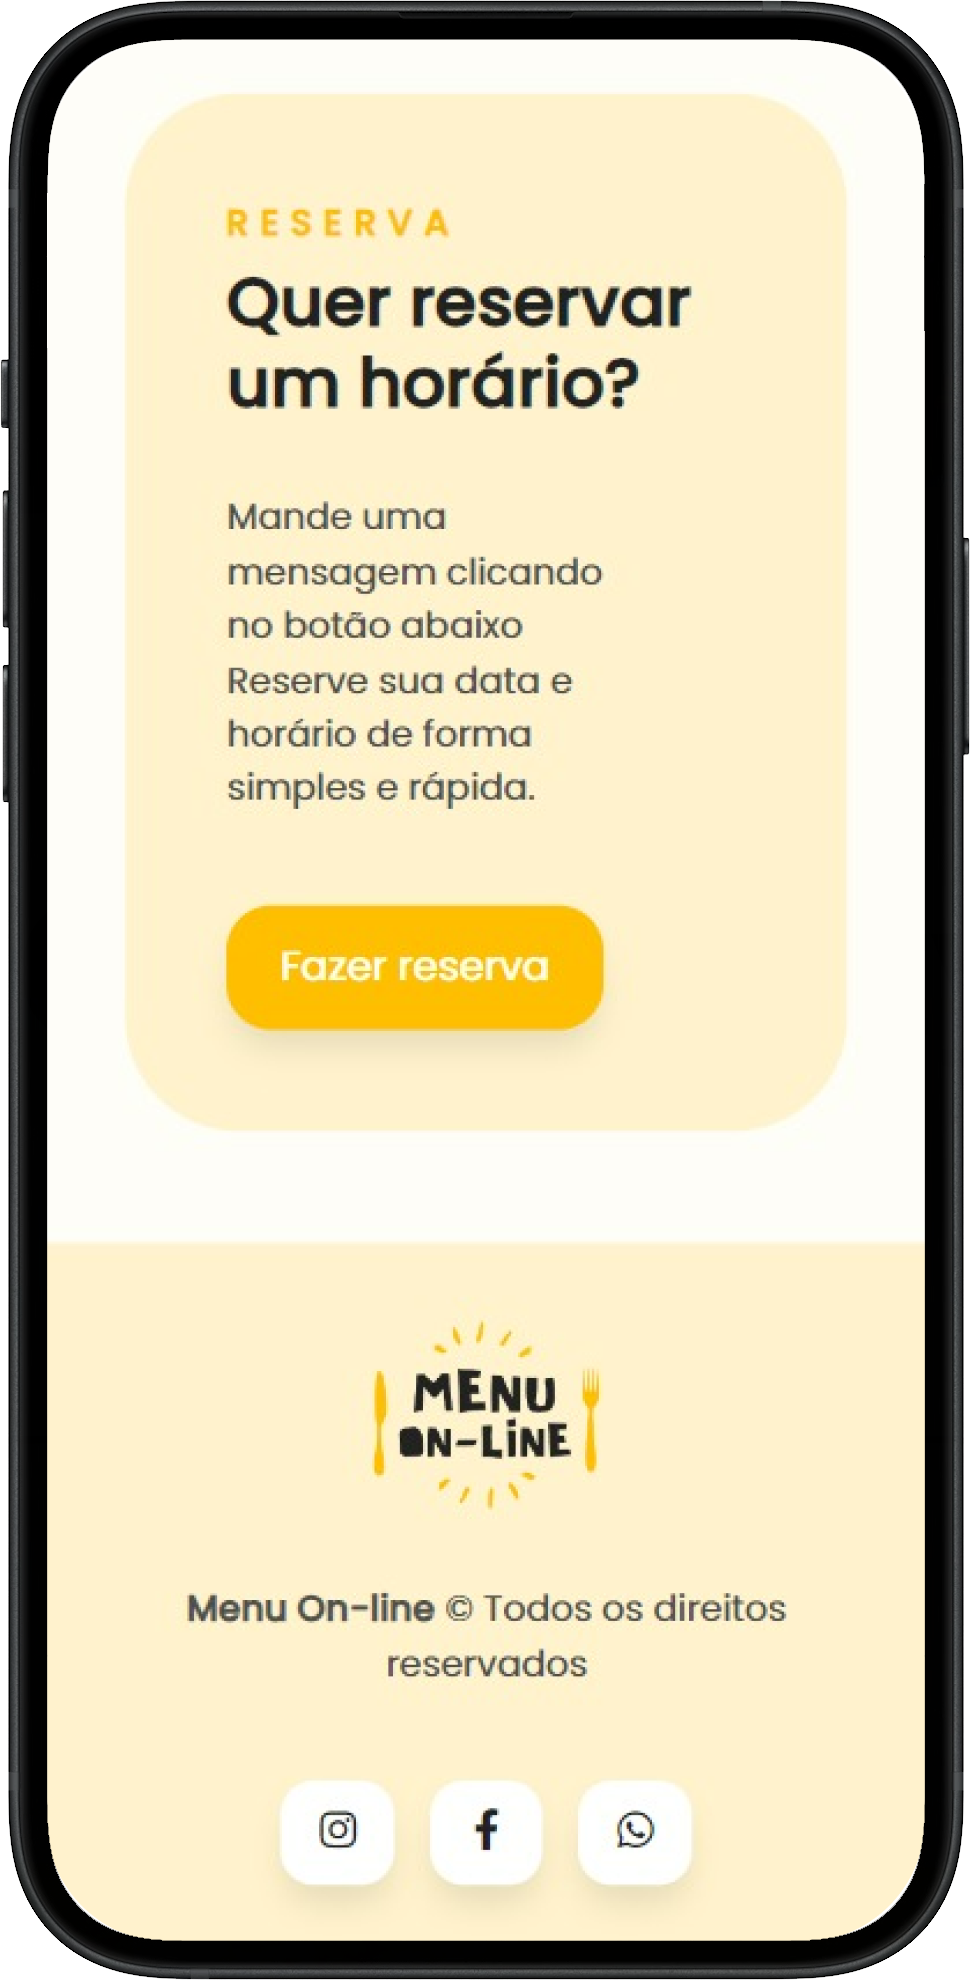 RESERVA
Quer reservar
um horário?
Mande uma
mensagem clicando
no botão abaixo
Reserve sua data e
horário de forma
simples e rápida.
Fazer reserva
MENU
ON-LINE
Menu On-line © Todos os direitos
reservados